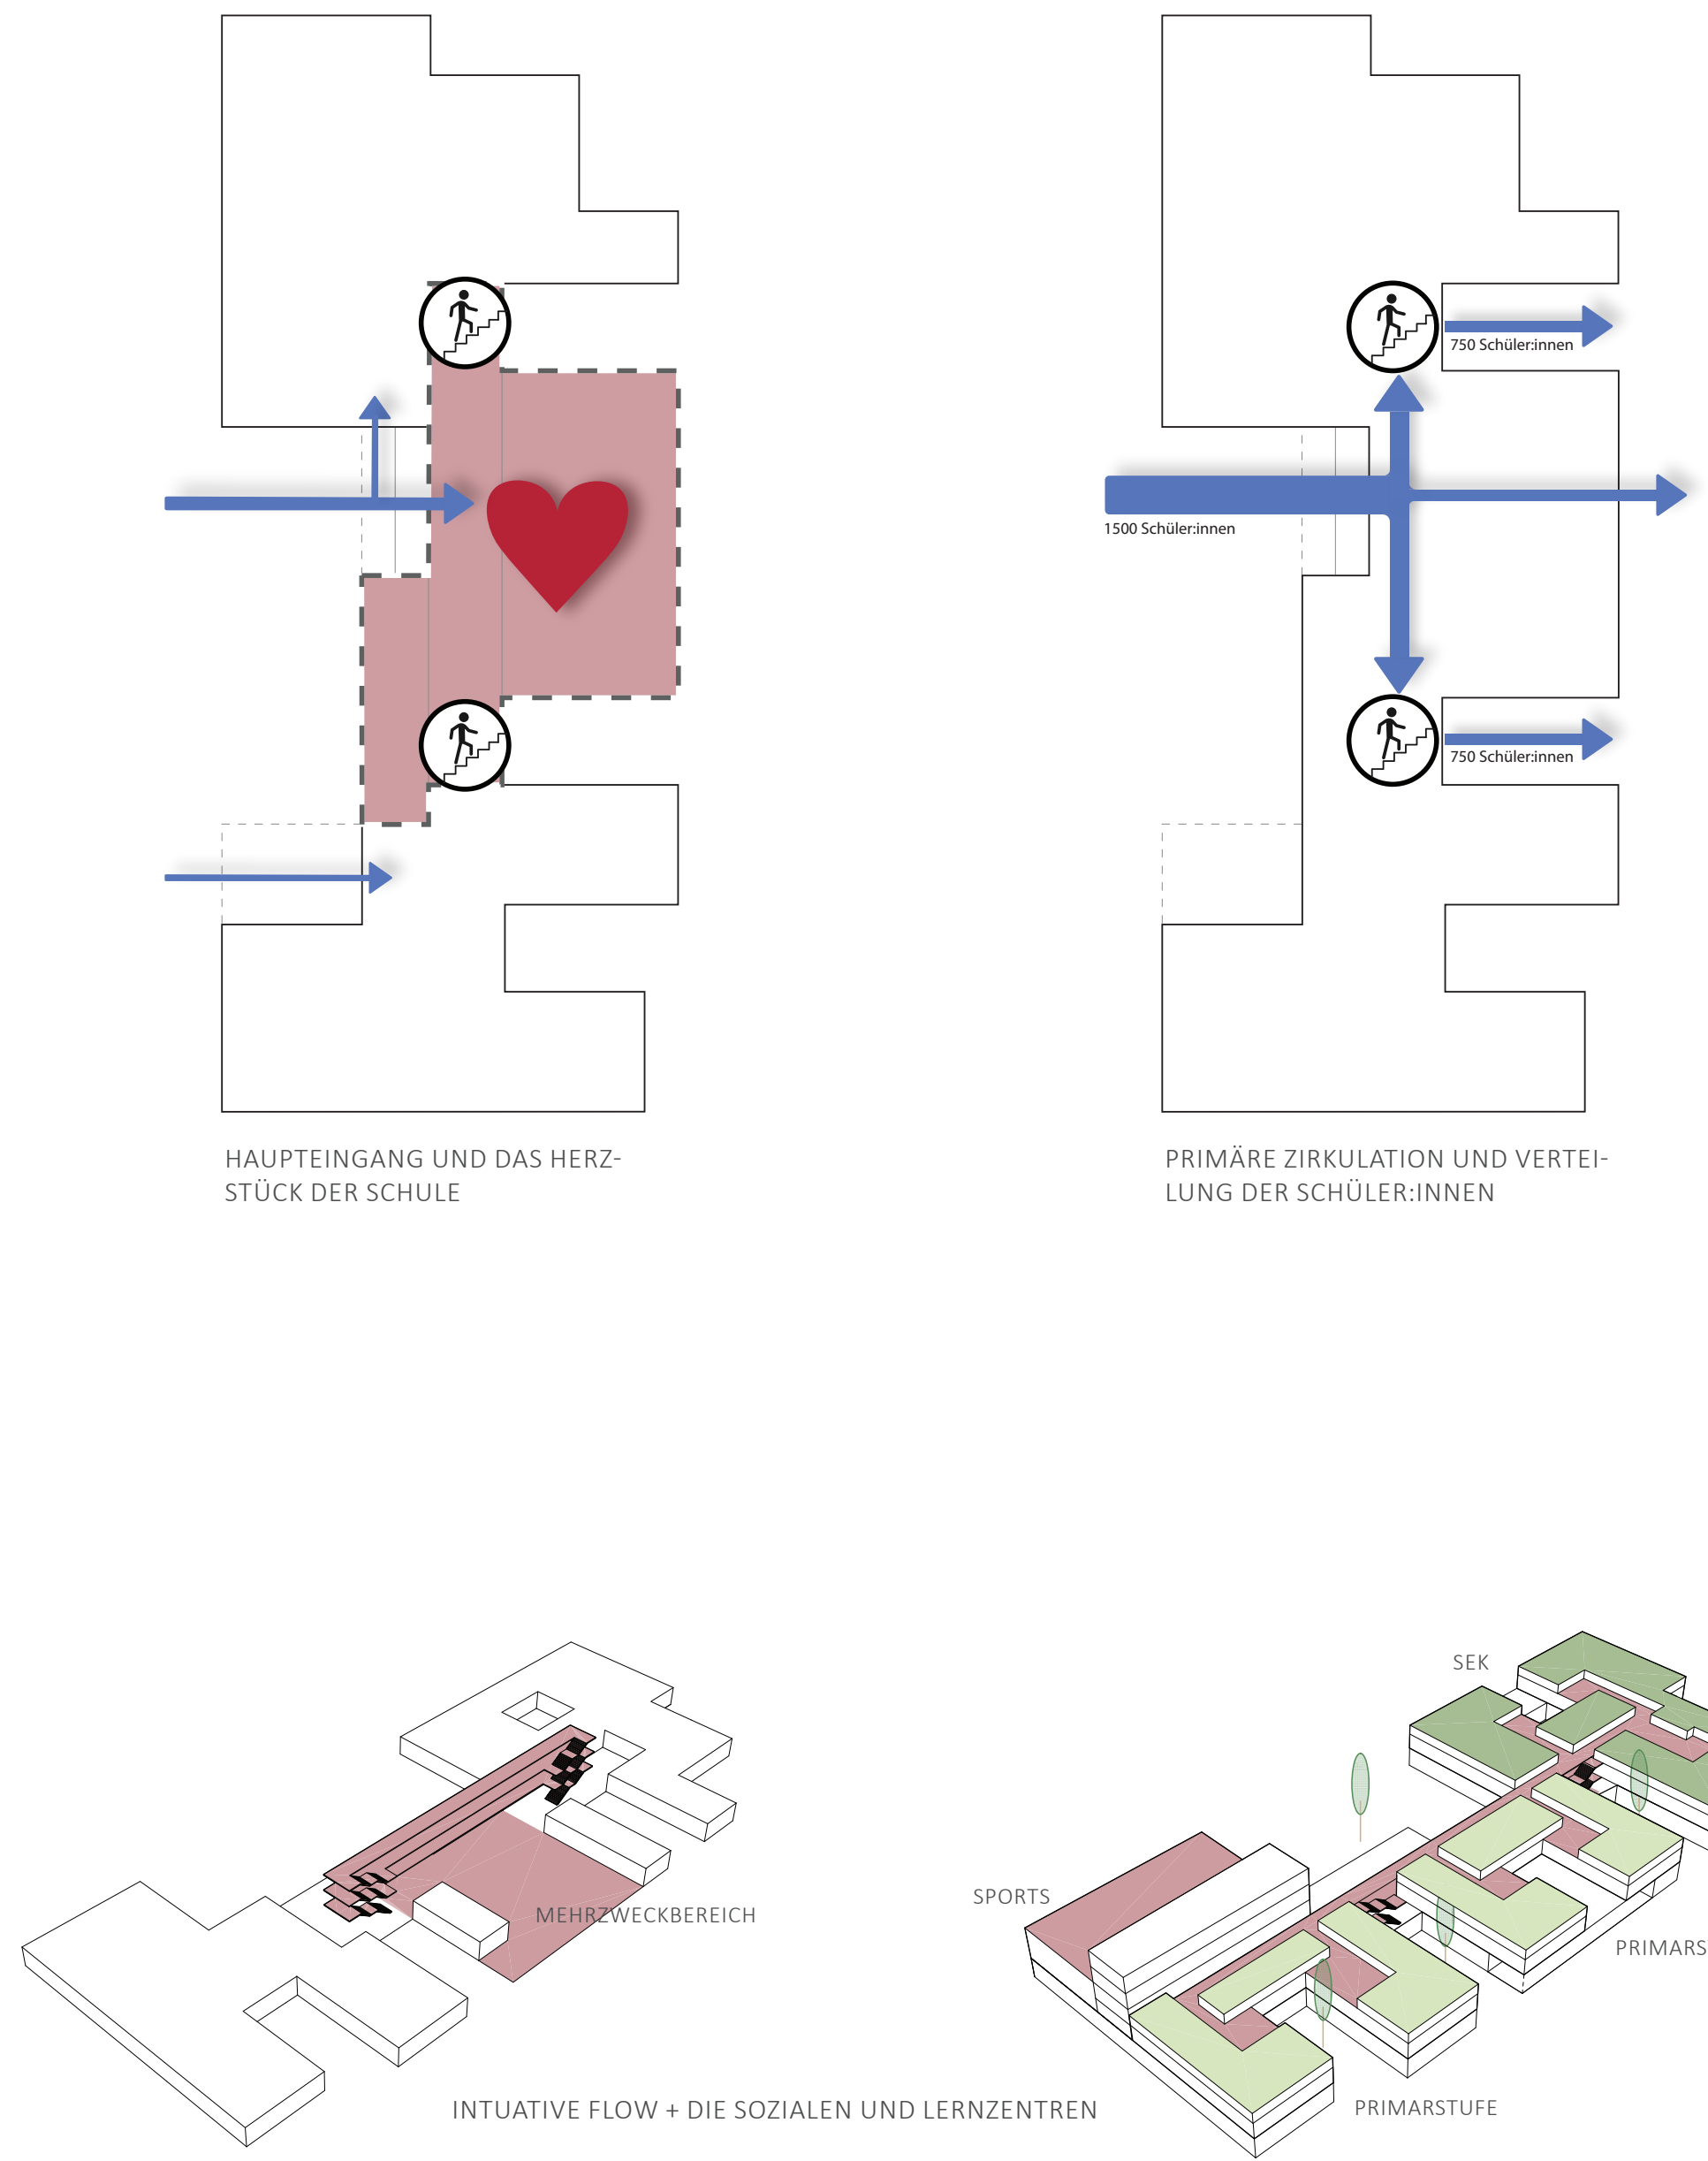 750 Schüler:innen
1500 Schüler:innen
750 Schüler:innen
HAUPTEINGANG UND DAS HERZ-
STÜCK DER SCHULE
PRIMÄRE ZIRKULATION UND VERTEI-
LUNG DER SCHÜLER:INNEN
SEK
SPORTS
MEHRZWECKBEREICH
PRIMARS
INTUATIVE FLOW + DIE SOZIALEN UND LERNZENTREN
PRIMARSTUFE